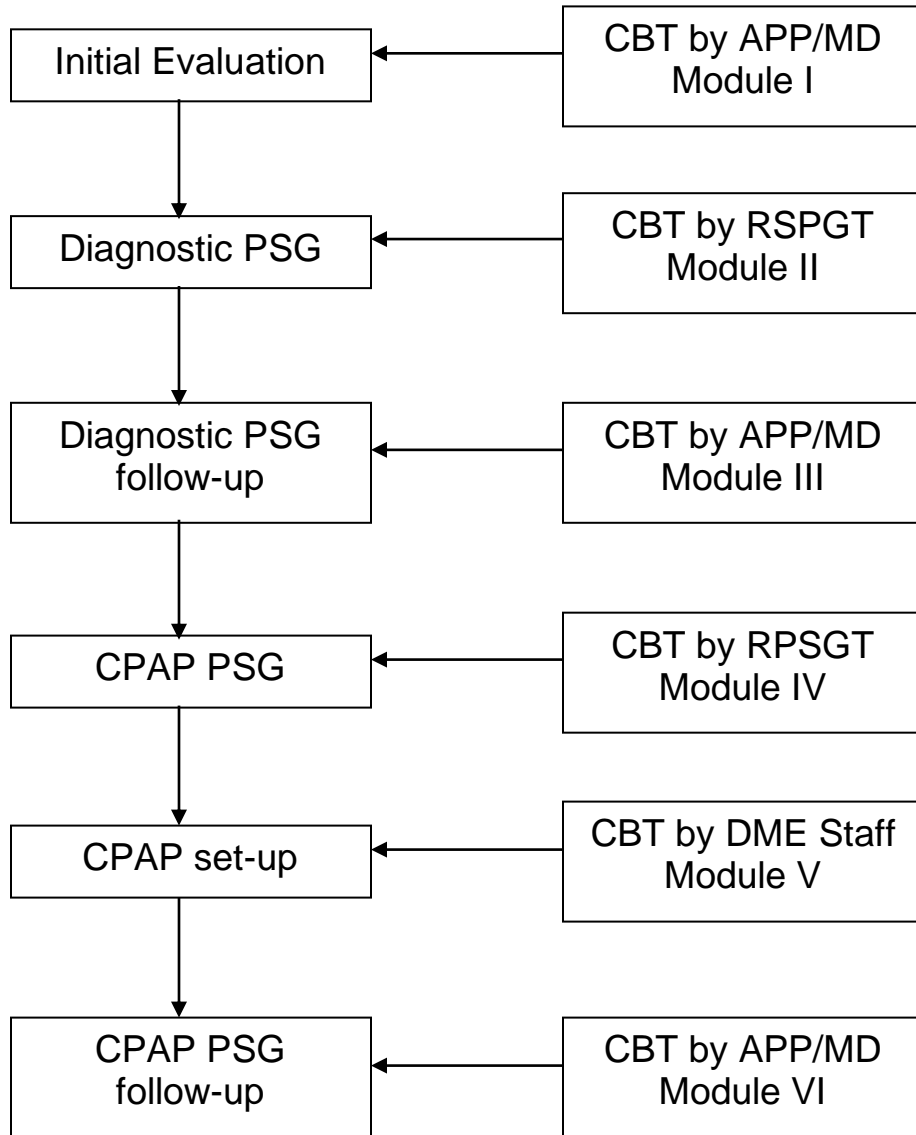 Initial Evaluation
CBT by APP/MD
Module I
Diagnostic PSG
CBT by RSPGT
Module II
Diagnostic PSG
follow-up
CBT by APP/MD
Module III
CPAP PSG
CBT by RPSGT
Module IV
CPAP set-up
CBT by DME Staff
Module V
CPAP PSG
follow-up
CBT by APP/MD
Module VI